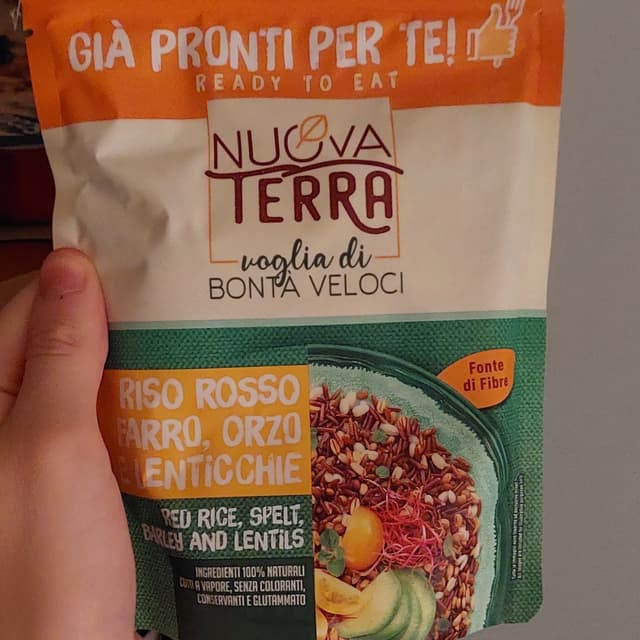 GIÀ PRONTI PER TE!
READY TO EAT
NUOVA
TERRA
voglia di
BONTÀ VELOCI
Fonte
di Fibre
RISO ROSSO
FARRO, ORZO
E LENTICCHIE
RED RICE, SPELT,
BARLEY AND LENTILS
INGREDIENTI 100% NATURALI
COTTI A VAPORE, SENZA COLORANTI,
CONSERVANTI E GLUTAMMATO